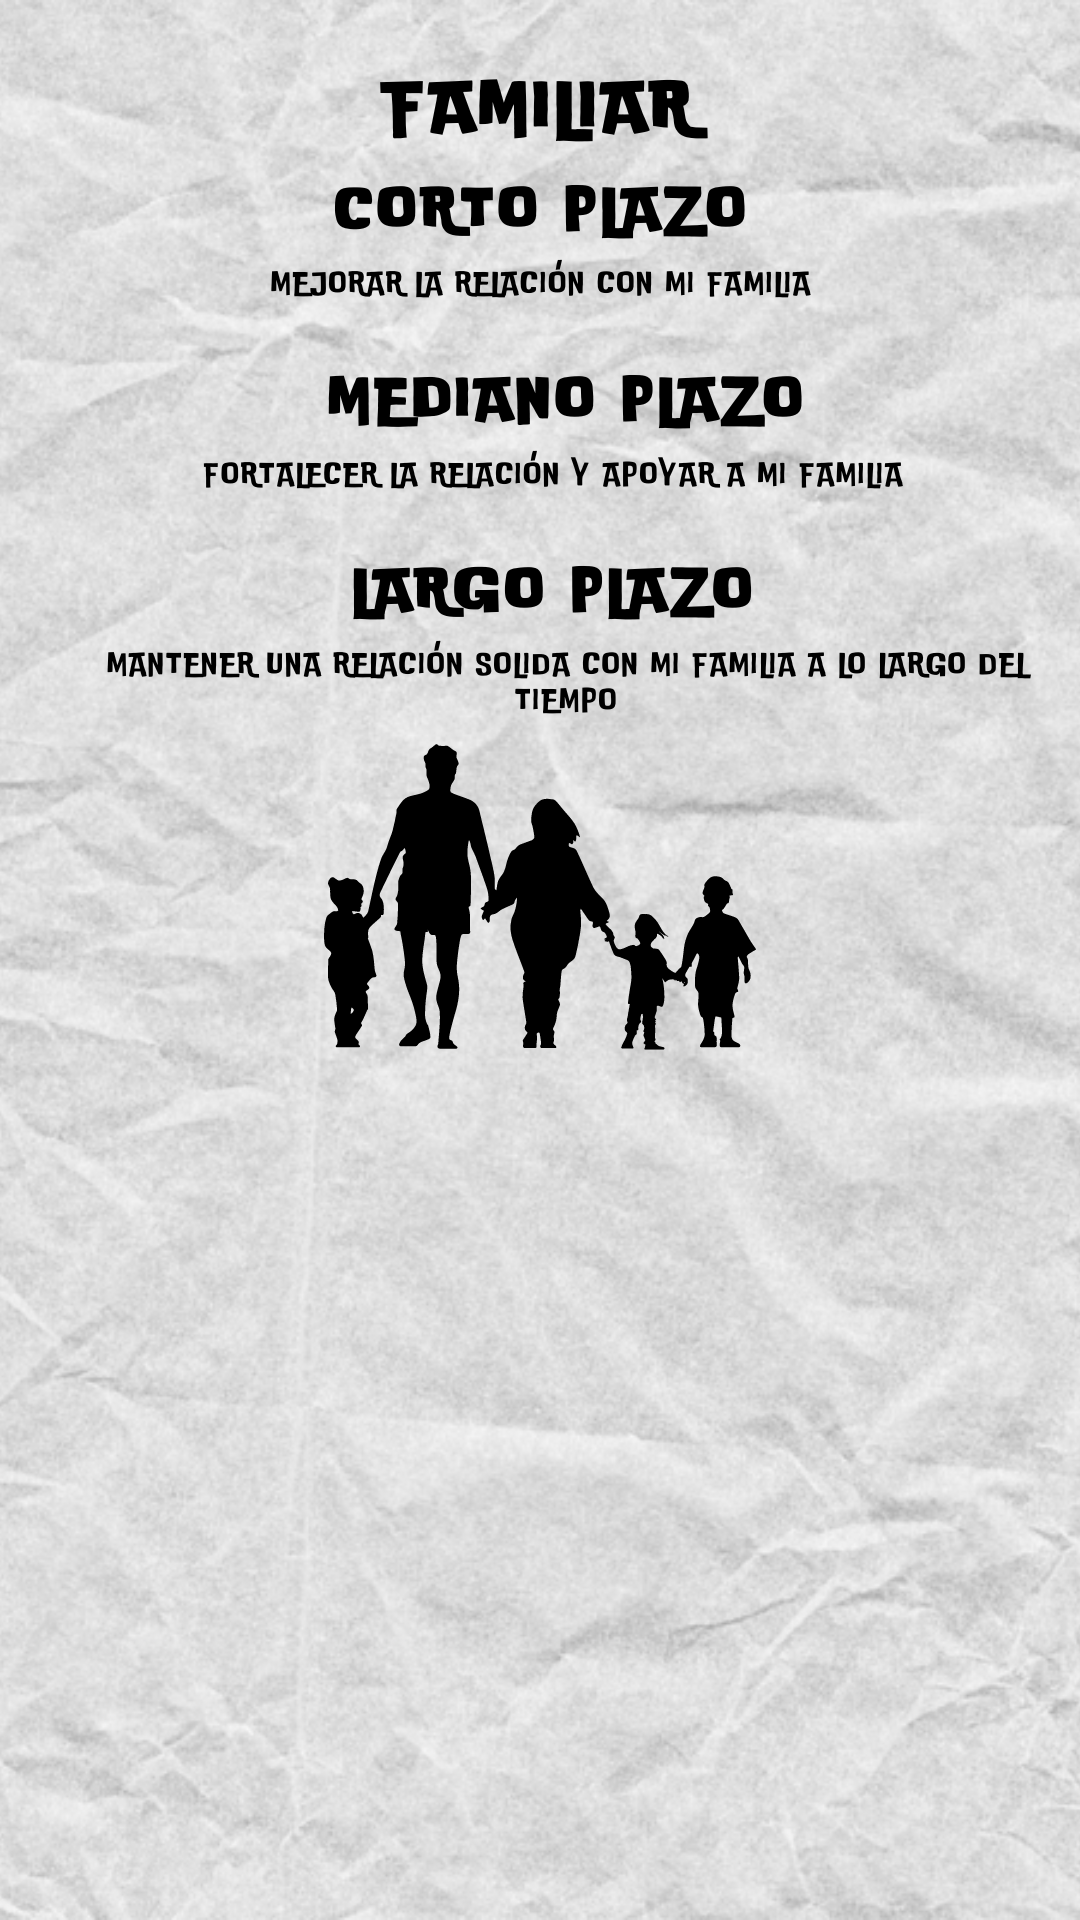 FAMILIAR
CORTO PLAZO
MEJORAR LA RELACIÓN CON MI FAMILIA
MEDIANO PLAZO
FORTALECER LA RELACIÓN Y APOYAR A MI FAMILIA
LARGO PLAZO
MANTENER UNA RELACIÓN SOLIDA CON MI FAMILIA A LO LARGO DEL
TIEMPO